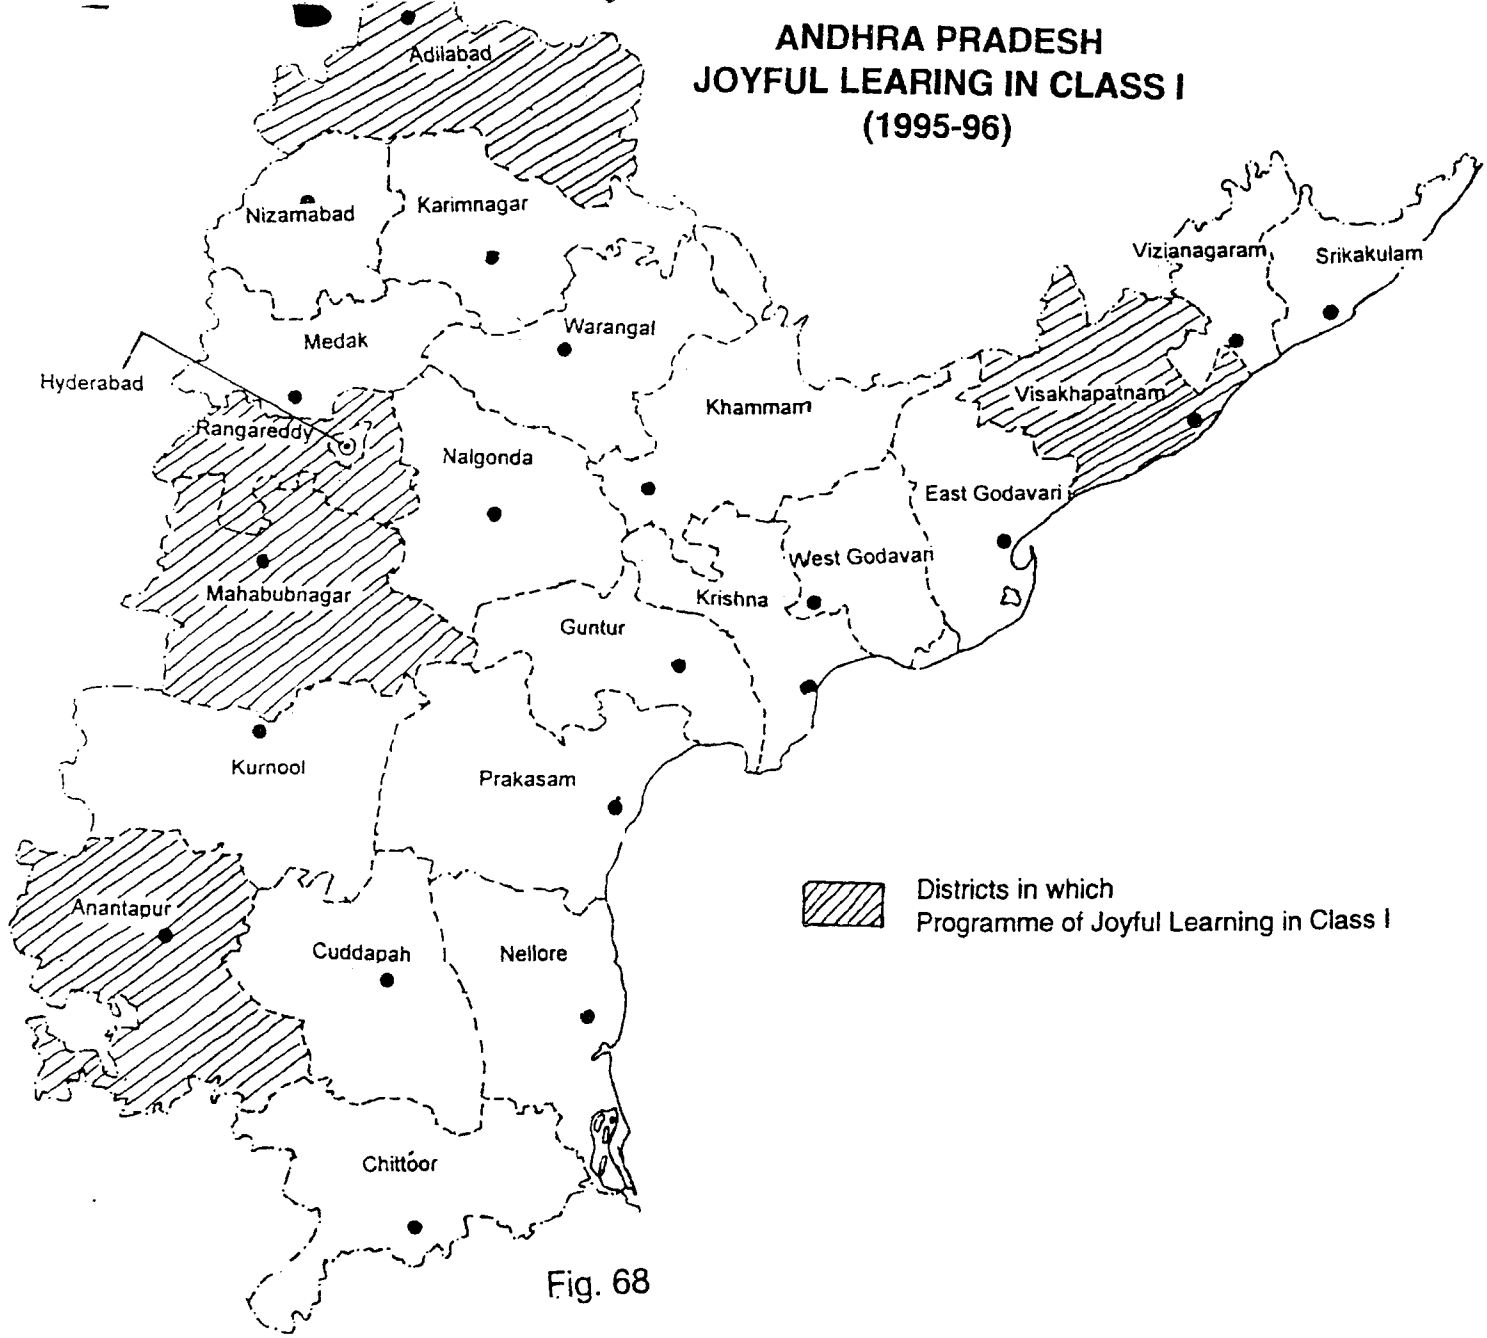 ANDHRA PRADESH
JOYFUL LEARING IN CLASS I
(1995-96)
Adilabad
Nizamabad
Karimnagar
Vizianagaram
Srikakulam
Medak
Warangal
Hyderabad
Visakhapatnam
Khammam
Rangareddy
Nalgonda
East Godavari
West Godavari
Mahabubnagar
Krishna
Guntur
Kurnool
Prakasam
Districts in which
Programme of Joyful Learning in Class I
Anantapur
Cuddapah
Nellore
Chittoor
Fig. 68